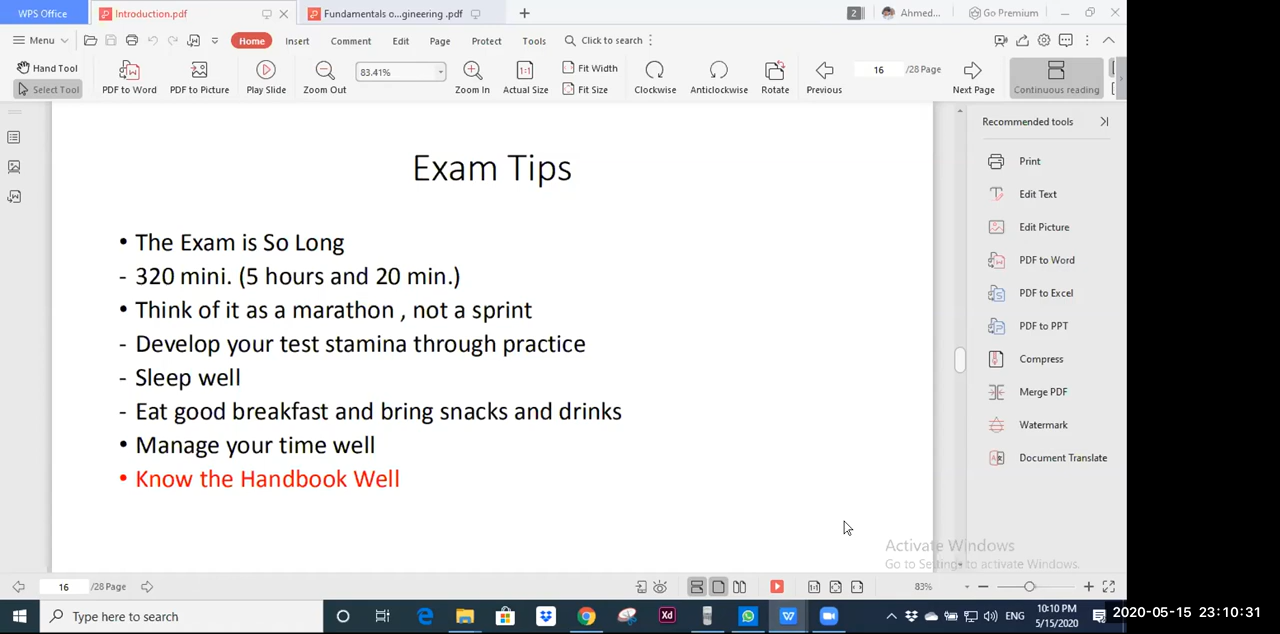 WPS Office
Introduction.pdf
Fundamentals o...gineering .pdf
2
Ahmed...
Go Premium
Menu
Home
Insert
Comment
Edit
Page
Protect
Tools
Click to search
Hand Tool
Select Tool
PDF to Word
PDF to Picture
Play Slide
Zoom Out
83.41%
Zoom In
1:1
Actual Size
Fit Width
Fit Size
Clockwise
Anticlockwise
Rotate
Previous
16
/28 Page
Next Page
Continuous reading
Recommended tools
Print
Edit Text
Edit Picture
PDF to Word
PDF to Excel
PDF to PPT
Compress
Merge PDF
Watermark
Document Translate
Exam Tips
• The Exam is So Long
- 320 mini. (5 hours and 20 min.)
• Think of it as a marathon , not a sprint
- Develop your test stamina through practice
- Sleep well
- Eat good breakfast and bring snacks and drinks
• Manage your time well
• Know the Handbook Well
Activate Windows
Go to Settings to activate Windows.
16
/28 Page
83%
Type here to search
Xd
ENG
10:10 PM
5/15/2020
2020-05-15 23:10:31